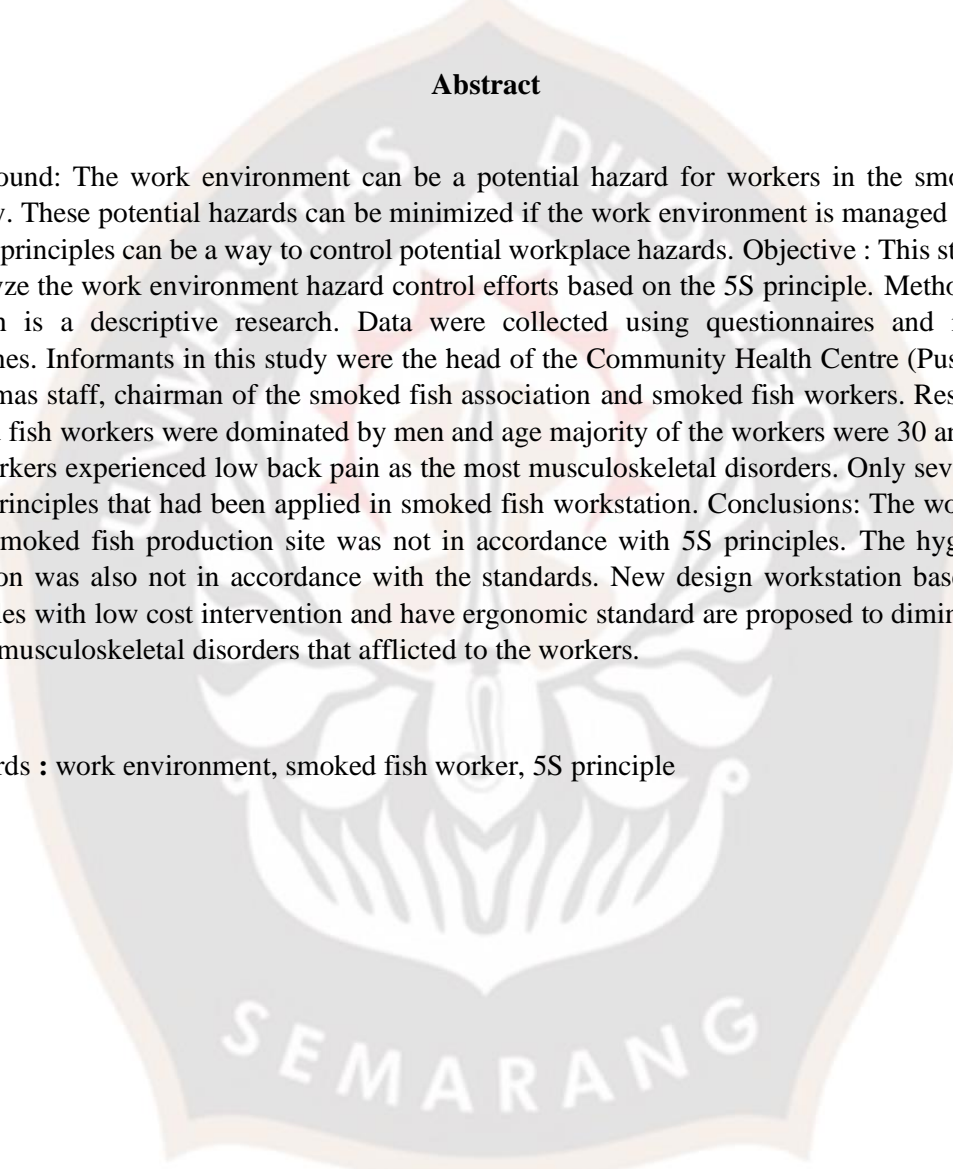 Abstract
ound: The work environment can be a potential hazard for workers in the smo
y. These potential hazards can be minimized if the work environment is managed
principles can be a way to control potential workplace hazards. Objective : This st
yze the work environment hazard control efforts based on the 5S principle. Metho
n is a descriptive research. Data were collected using questionnaires and
nes. Informants in this study were the head of the Community Health Centre (Pus
mas staff, chairman of the smoked fish association and smoked fish workers. Res
fish workers were dominated by men and age majority of the workers were 30 an
rkers experienced low back pain as the most musculoskeletal disorders. Only seve
rinciples that had been applied in smoked fish workstation. Conclusions: The wo
moked fish production site was not in accordance with 5S principles. The hyg
on was also not in accordance with the standards. New design workstation base
les with low cost intervention and have ergonomic standard are proposed to dimin
musculoskeletal disorders that afflicted to the workers.
rds : work environment, smoked fish worker, 5S principle
UNIVERSITAS DIPONEGORO
SEMARANG